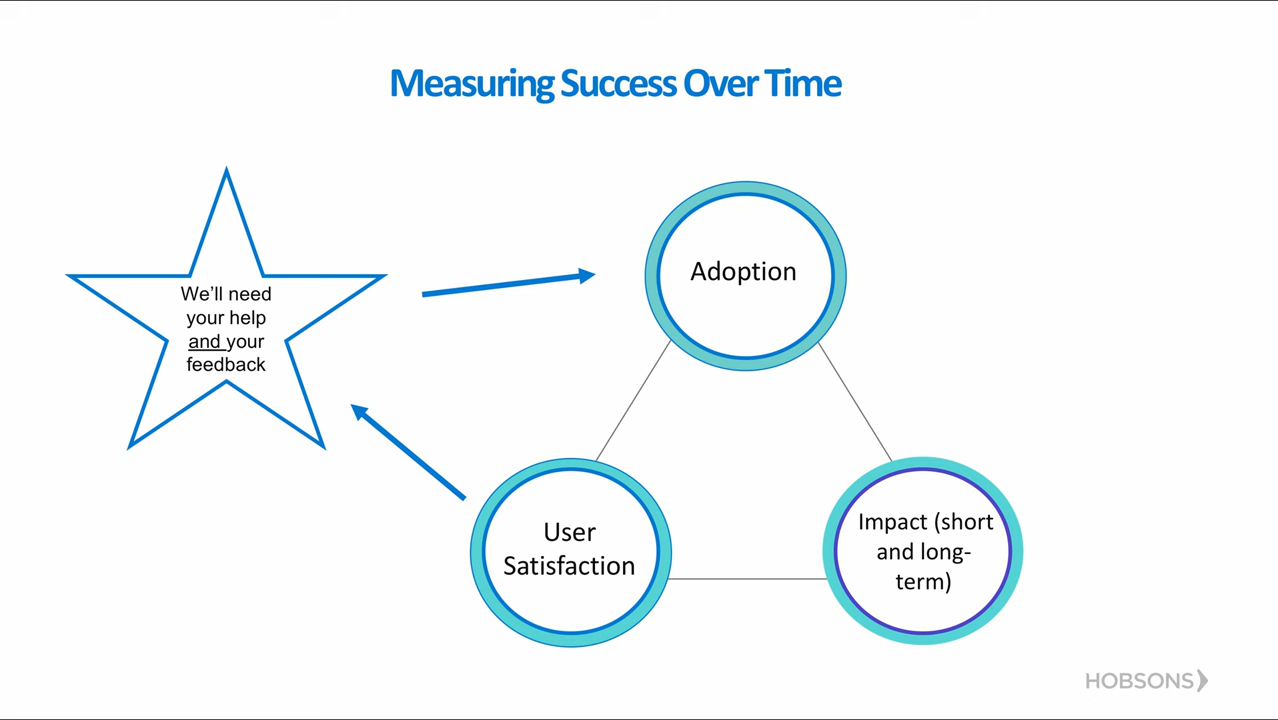 Measuring Success Over Time
We’ll need
your help
and your
feedback
Adoption
User
Satisfaction
Impact (short
and long-
term)
HOBSONS